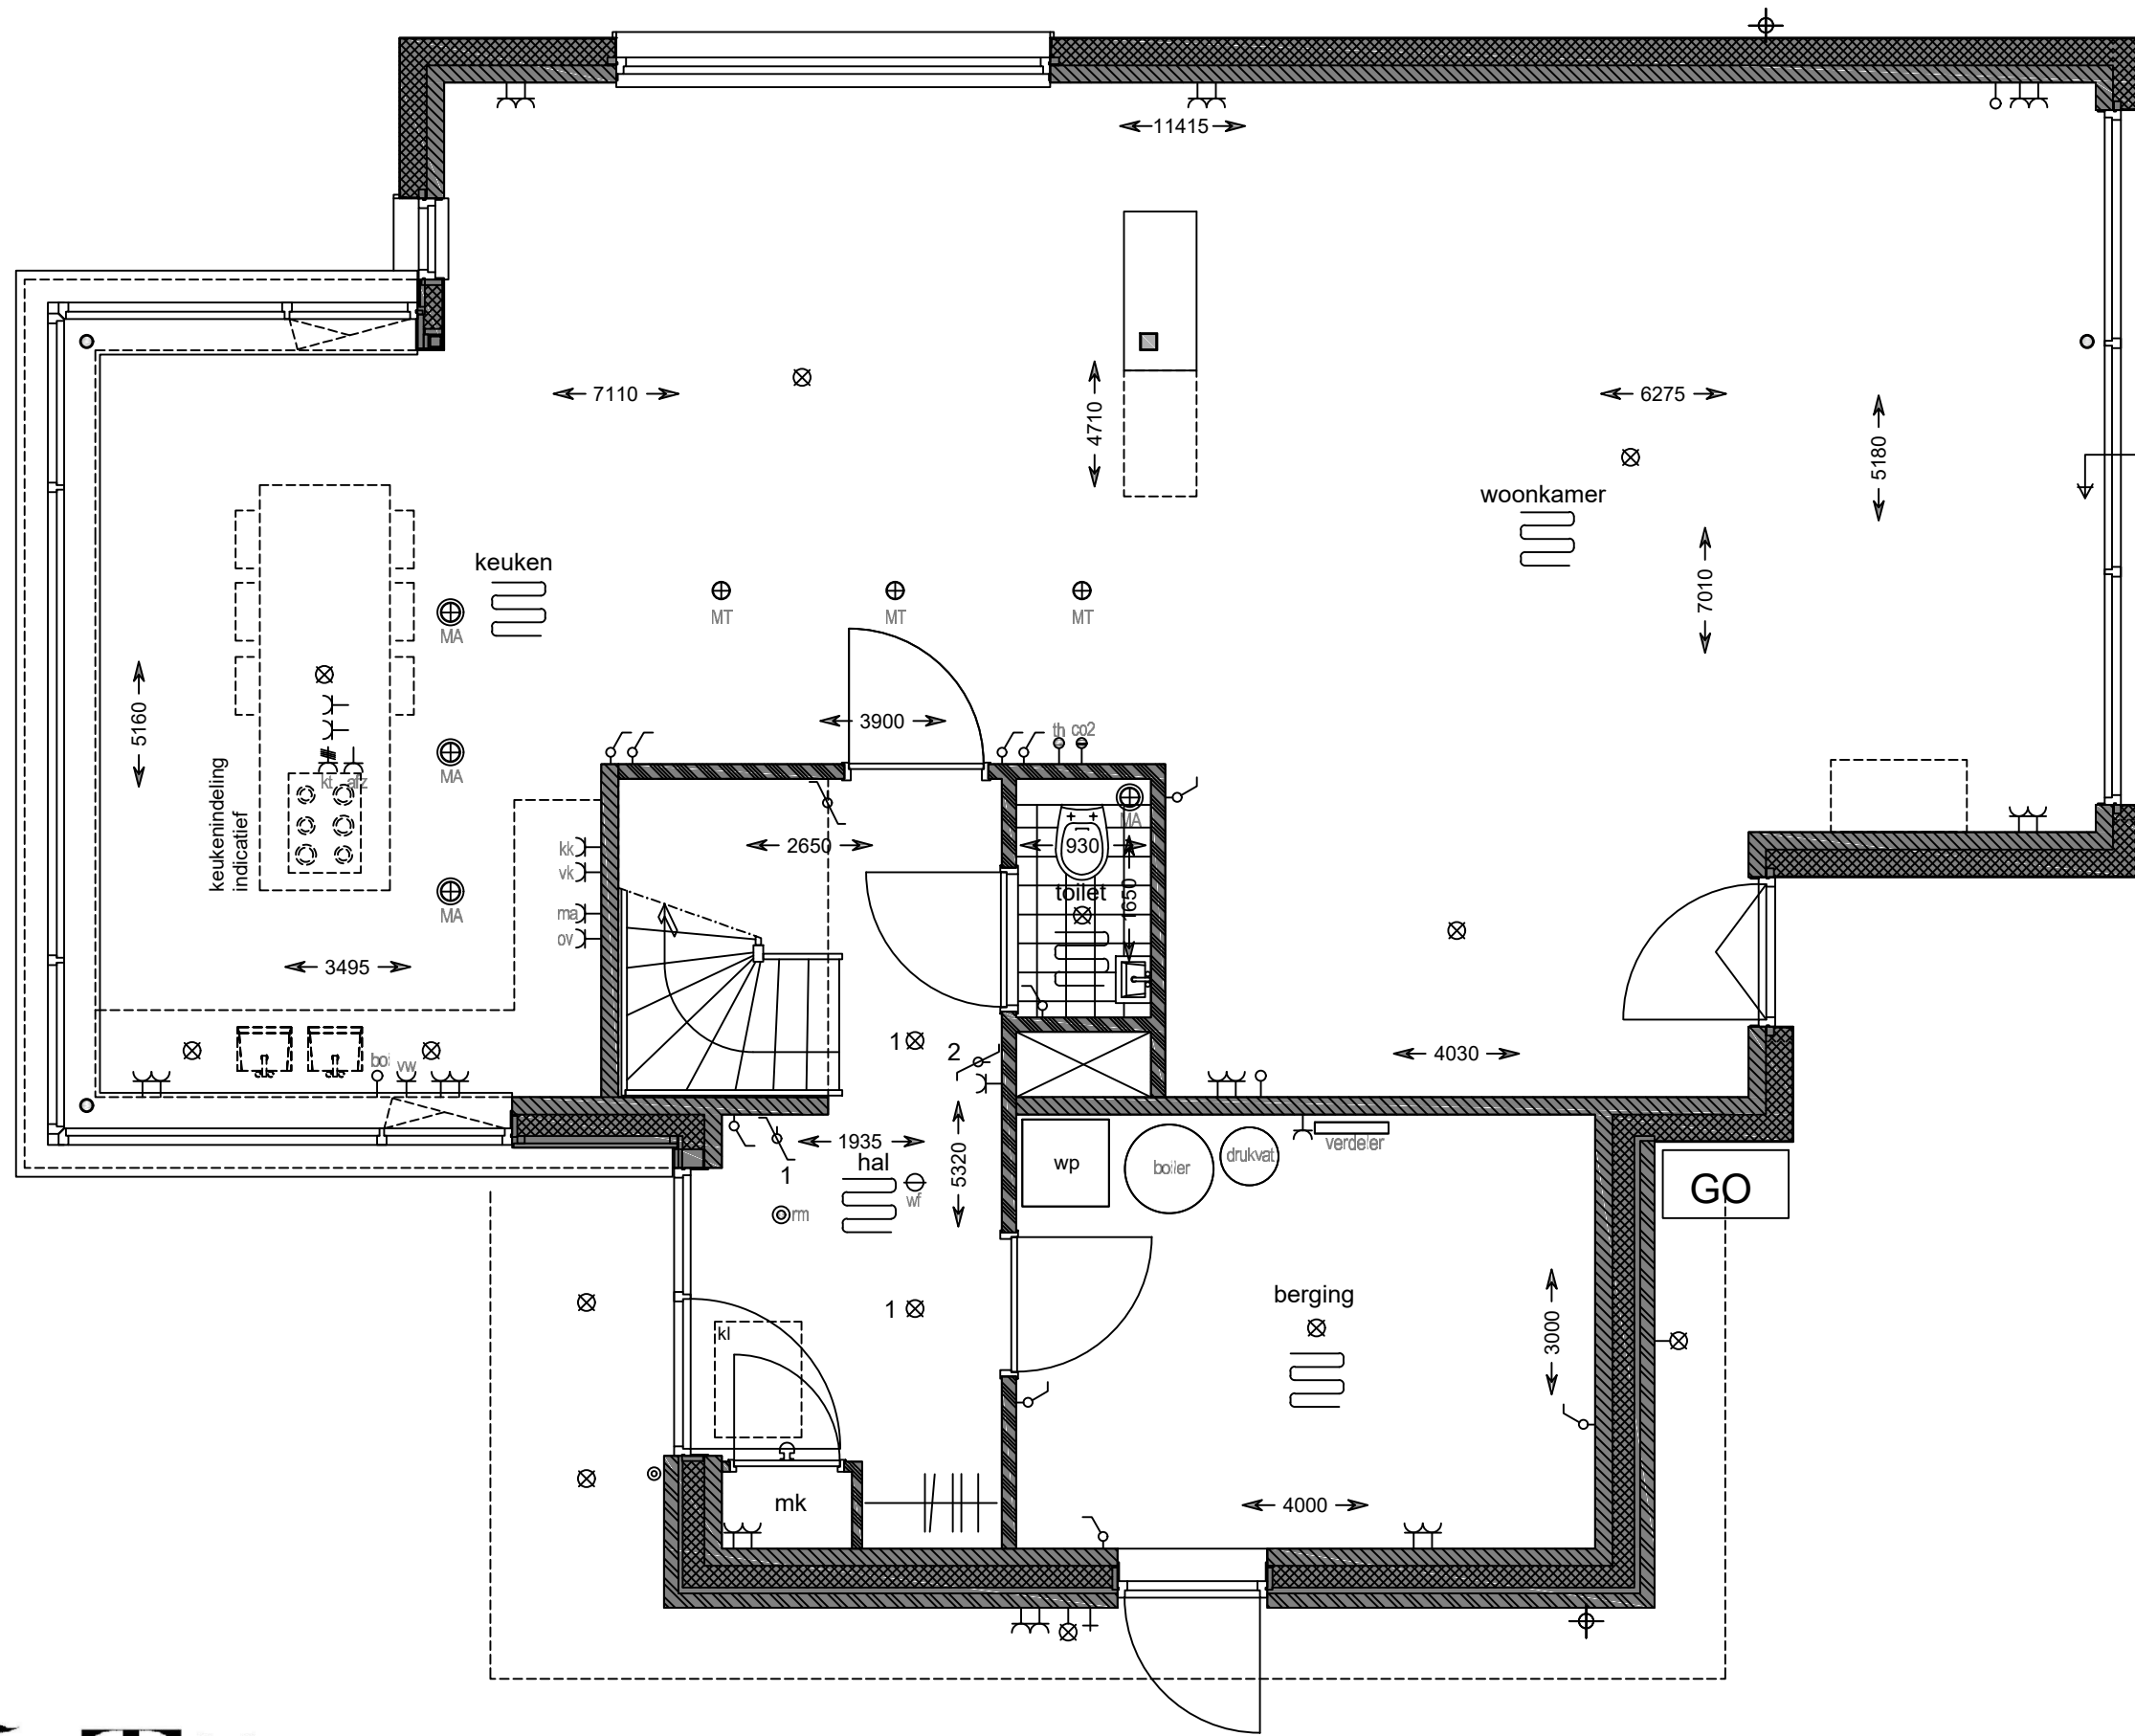 11415
7110
6275
4710
5180
woonkamer
keuken
7010
MT
MT
MT
MA
5160
3900
th
co2
MA
keukenindeling
indicatief
kt
afz
MA
2650
930
kk
vk
toilet
1650
MA
ma
ov
3495
1
2
4030
boi
vw
1935
hal
1
5320
wp
boiler
drukvat
verdeler
GO
rm
wf
berging
1
kl
3000
mk
4000